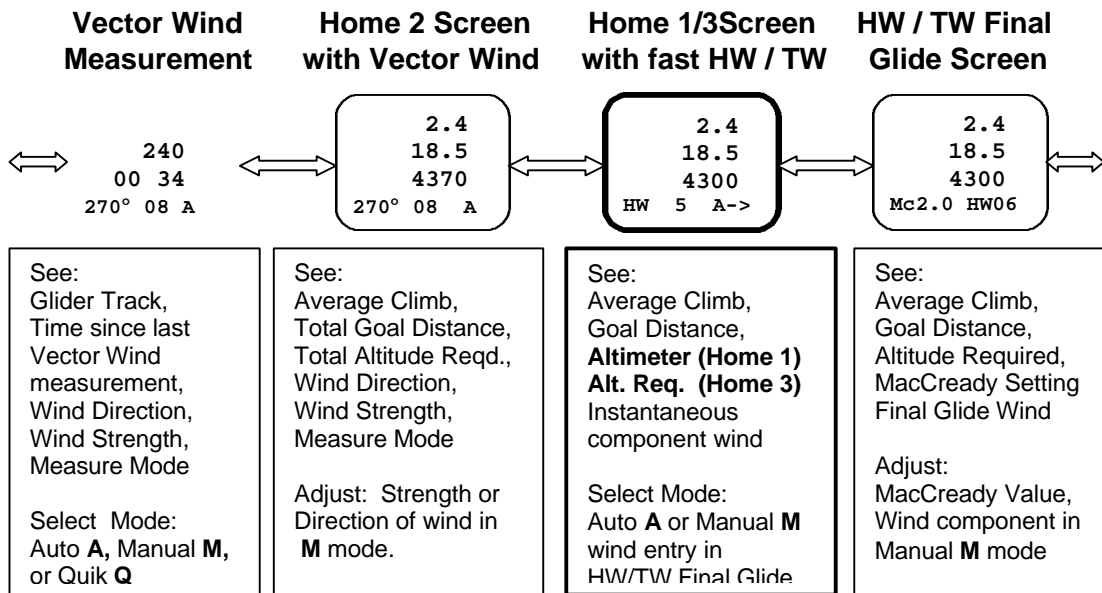 Vector Wind
Measurement
Home 2 Screen
with Vector Wind
Home 1/3Screen
with fast HW / TW
HW / TW Final
Glide Screen
240
00 34
270° 08 A
2.4
18.5
4370
270° 08 A
2.4
18.5
4300
HW 5 A->
2.4
18.5
4300
Mc2.0 HW06
See:
Glider Track,
Time since last
Vector Wind
measurement,
Wind Direction,
Wind Strength,
Measure Mode
Select Mode:
Auto A, Manual M,
or Quik Q
See:
Average Climb,
Total Goal Distance,
Total Altitude Reqd.,
Wind Direction,
Wind Strength,
Measure Mode
Adjust: Strength or
Direction of wind in
M mode.
See:
Average Climb,
Goal Distance,
Altimeter (Home 1)
Alt. Req. (Home 3)
Instantaneous
component wind
Select Mode:
Auto A or Manual M
wind entry in
HW/TW Final Glide
See:
Average Climb,
Goal Distance,
Altitude Required,
MacCready Setting
Final Glide Wind
Adjust:
MacCready Value,
Wind component in
Manual M mode